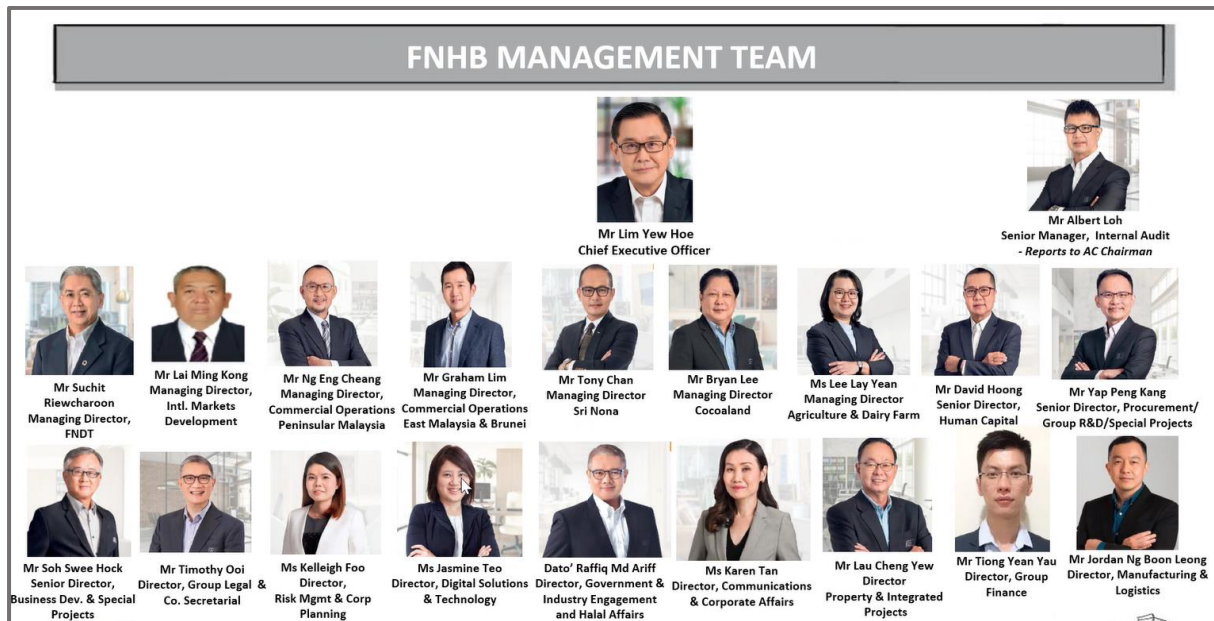 FNHB MANAGEMENT TEAM
Mr Lim Yew Hoe
Chief Executive Officer
Mr Albert Loh
Senior Manager, Internal Audit
- Reports to AC Chairman
Mr Suchit
Riewcharoon
Managing Director,
FNDT
Mr Lai Ming Kong
Managing Director,
Intl. Markets
Development
Mr Ng Eng Cheang
Managing Director,
Commercial Operations
Peninsular Malaysia
Mr Graham Lim
Managing Director,
Commercial Operations
East Malaysia & Brunei
Mr Tony Chan
Managing Director
Sri Nona
Mr Bryan Lee
Managing Director
Cocoaland
Ms Lee Lay Yean
Managing Director
Agriculture & Dairy Farm
Mr David Hoong
Senior Director,
Human Capital
Mr Yap Peng Kang
Senior Director, Procurement/
Group R&D/Special Projects
Mr Soh Swee Hock
Senior Director,
Business Dev. & Special
Projects
Mr Timothy Ooi
Director, Group Legal &
Co. Secretarial
Ms Kelleigh Foo
Director,
Risk Mgmt & Corp
Planning
Ms Jasmine Teo
Director, Digital Solutions
& Technology
Dato' Raffiq Md Ariff
Director, Government &
Industry Engagement
and Halal Affairs
Ms Karen Tan
Director, Communications
& Corporate Affairs
Mr Lau Cheng Yew
Director
Property & Integrated
Projects
Mr Tiong Yean Yau
Director, Group
Finance
Mr Jordan Ng Boon Leong
Director, Manufacturing &
Logistics